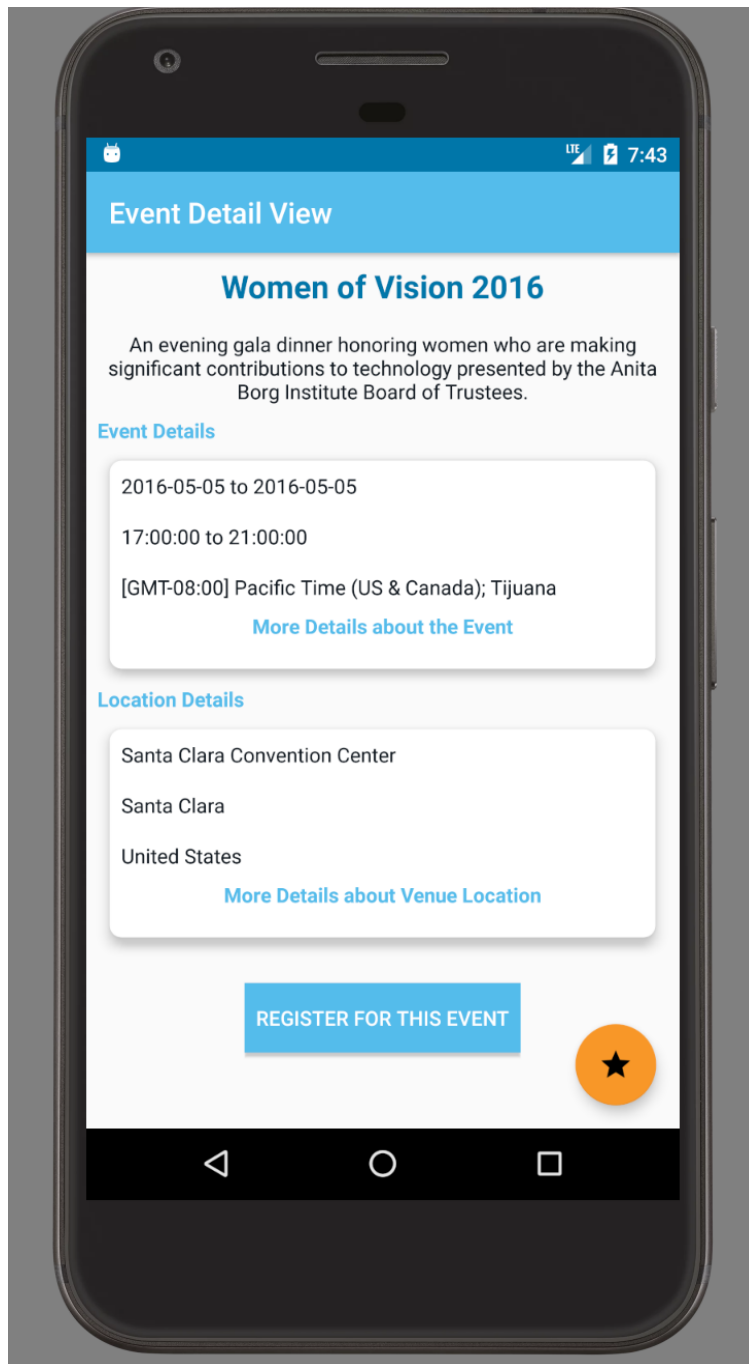 LTE 7:43
Event Detail View
Women of Vision 2016
An evening gala dinner honoring women who are making
significant contributions to technology presented by the Anita
Borg Institute Board of Trustees.
Event Details
2016-05-05 to 2016-05-05
17:00:00 to 21:00:00
[GMT-08:00] Pacific Time (US & Canada); Tijuana
More Details about the Event
Location Details
Santa Clara Convention Center
Santa Clara
United States
More Details about Venue Location
REGISTER FOR THIS EVENT